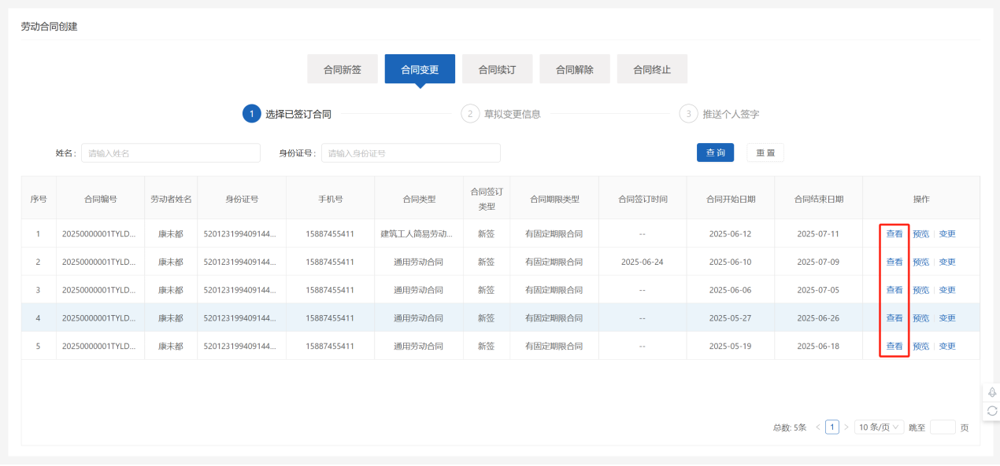 劳动合同创建
合同新签 合同变更 合同续订 合同解除 合同终止
1 选择已签订合同 2 草拟变更信息 3 推送个人签字
姓名: 请输入姓名 身份证号: 请输入身份证号 查 询 重 置
序号 合同编号 劳动者姓名 身份证号 手机号 合同类型 合同签订类型 合同期限类型 合同签订时间 合同开始日期 合同结束日期 操作
1 20250000001TYLD... 康未都 520123199409144... 15887455411 建筑工人简易劳动... 新签 有固定期限合同 -- 2025-06-12 2025-07-11 查看 预览 变更
2 20250000001TYLD... 康未都 520123199409144... 15887455411 通用劳动合同 新签 有固定期限合同 2025-06-24 2025-06-10 2025-07-09 查看 预览 变更
3 20250000001TYLD... 康未都 520123199409144... 15887455411 通用劳动合同 新签 有固定期限合同 -- 2025-06-06 2025-07-05 查看 预览 变更
4 20250000001TYLD... 康未都 520123199409144... 15887455411 通用劳动合同 新签 有固定期限合同 -- 2025-05-27 2025-06-26 查看 预览 变更
5 20250000001TYLD... 康未都 520123199409144... 15887455411 通用劳动合同 新签 有固定期限合同 -- 2025-05-19 2025-06-18 查看 预览 变更
总数: 5条 < 1 > 10 条/页 跳至 页